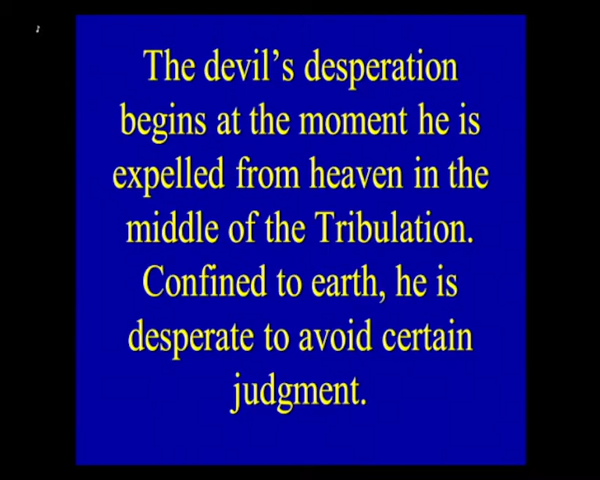 The devil’s desperation
begins at the moment he is
expelled from heaven in the
middle of the Tribulation.
Confined to earth, he is
desperate to avoid certain
judgment.